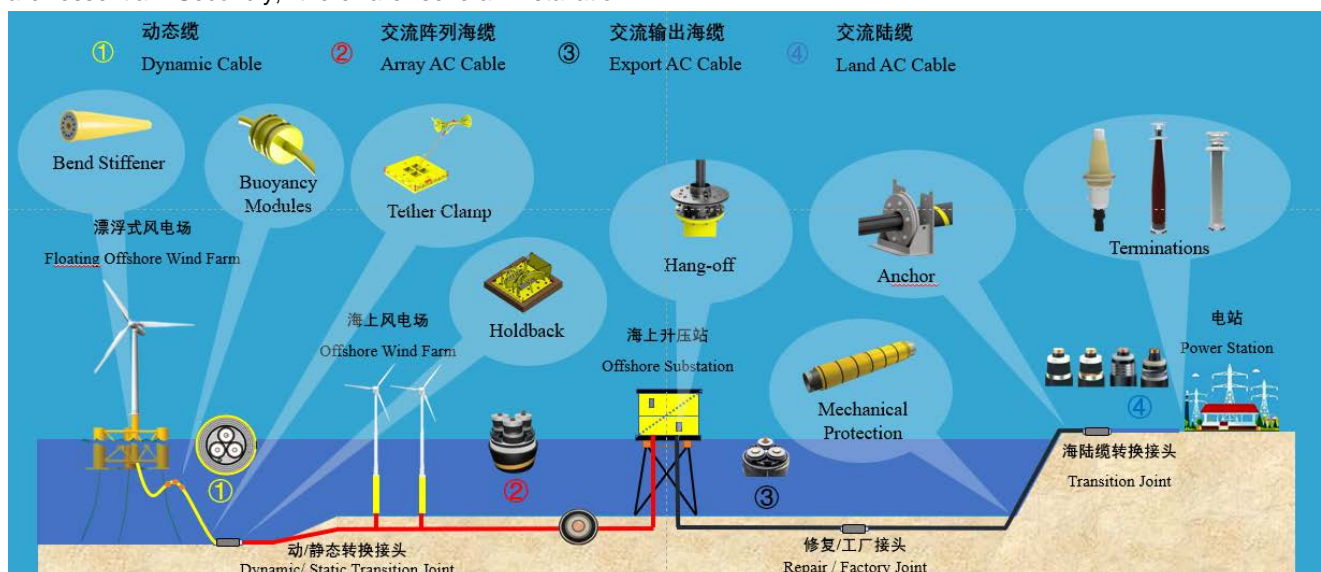 ① 动态缆
Dynamic Cable
② 交流阵列海缆
Array AC Cable
③ 交流输出海缆
Export AC Cable
④ 交流陆缆
Land AC Cable
Bend Stiffener
Buoyancy
Modules
Tether Clamp
Hang-off
Anchor
Terminations
漂浮式风电场
Floating Offshore Wind Farm
Holdback
海上风电场
Offshore Wind Farm
海上升压站
Offshore Substation
Mechanical
Protection
电站
Power Station
①
②
③
④
海陆缆转换接头
Transition Joint
动/静态转换接头
Dynamic/ Static Transition Joint
修复/工厂接头
Repair / Factory Joint